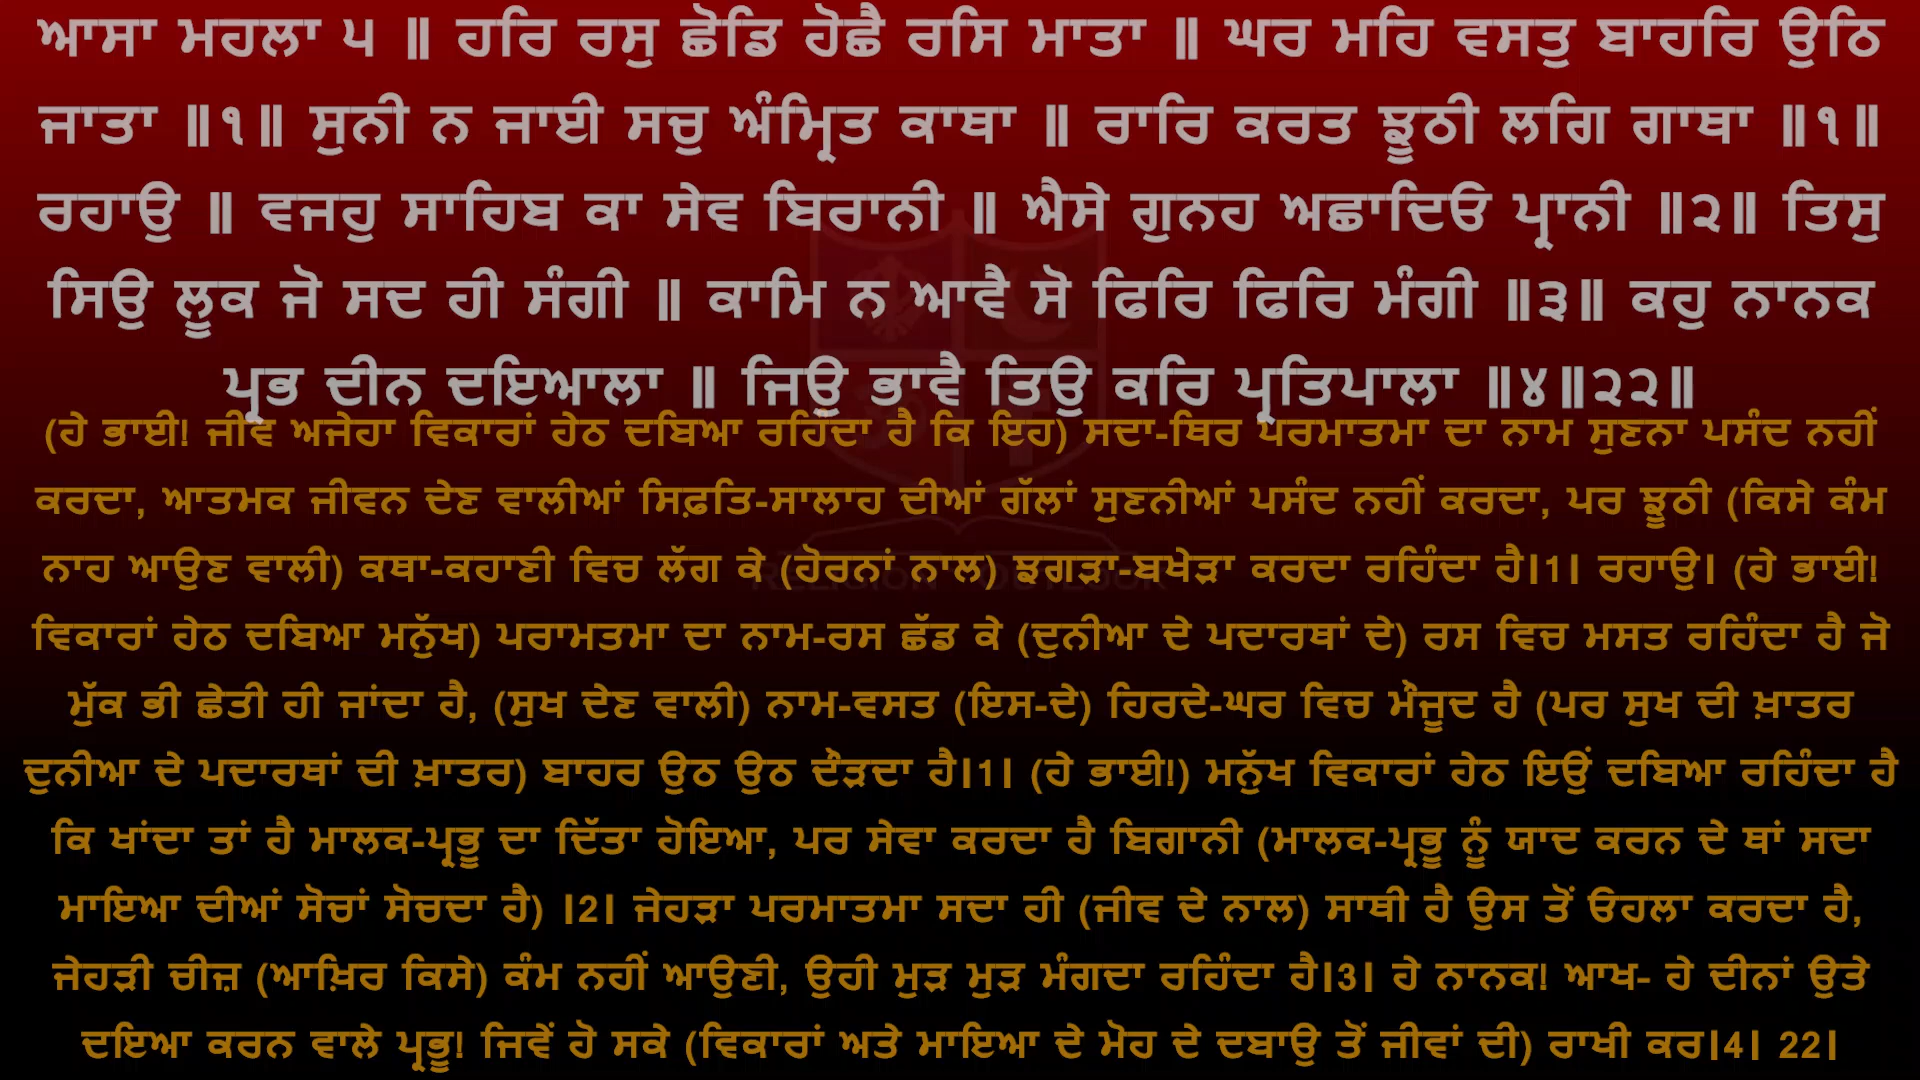 ਆਸਾ ਮਹਲਾ ੫ ॥ ਹਰਿ ਰਸੁ ਛੋਡਿ ਹੋਛੈ ਰਸਿ ਮਾਤਾ ॥ ਘਰ ਮਹਿ ਵਸਤੁ ਬਾਹਰਿ ਉਠਿ
ਜਾਤਾ ॥੧॥ ਸੁਨੀ ਨ ਜਾਈ ਸਚੁ ਅੰਮ੍ਰਿਤ ਕਾਥਾ ॥ ਰਾਰਿ ਕਰਤ ਝੂਠੀ ਲਗਿ ਗਾਥਾ ॥੧॥
ਰਹਾਉ ॥ ਵਜਹੁ ਸਾਹਿਬ ਕਾ ਸੇਵ ਬਿਰਾਨੀ ॥ ਐਸੇ ਗੁਨਹ ਅਛਾਦਿਓ ਪ੍ਰਾਨੀ ॥੨॥ ਤਿਸੁ
ਸਿਉ ਲੂਕ ਜੋ ਸਦ ਹੀ ਸੰਗੀ ॥ ਕਾਮਿ ਨ ਆਵੈ ਸੋ ਫਿਰਿ ਫਿਰਿ ਮੰਗੀ ॥੩॥ ਕਹੁ ਨਾਨਕ
ਪ੍ਰਭ ਦੀਨ ਦਇਆਲਾ ॥ ਜਿਉ ਭਾਵੈ ਤਿਉ ਕਰਿ ਪ੍ਰਤਿਪਾਲਾ ॥੪॥੨੨॥
(ਹੇ ਭਾਈ! ਜੀਵ ਅਜੇਹਾ ਵਿਕਾਰਾਂ ਹੇਠ ਦਬਿਆ ਰਹਿੰਦਾ ਹੈ ਕਿ ਇਹ) ਸਦਾ-ਥਿਰ ਪਰਮਾਤਮਾ ਦਾ ਨਾਮ ਸੁਣਨਾ ਪਸੰਦ ਨਹੀਂ
ਕਰਦਾ, ਆਤਮਕ ਜੀਵਨ ਦੇਣ ਵਾਲੀਆਂ ਸਿਫ਼ਤਿ-ਸਾਲਾਹ ਦੀਆਂ ਗੱਲਾਂ ਸੁਣਨੀਆਂ ਪਸੰਦ ਨਹੀਂ ਕਰਦਾ, ਪਰ ਝੂਠੀ (ਕਿਸੇ ਕੰਮ
ਨਾਹ ਆਉਣ ਵਾਲੀ) ਕਥਾ-ਕਹਾਣੀ ਵਿਚ ਲੱਗ ਕੇ (ਹੋਰਨਾਂ ਨਾਲ) ਝਗੜਾ-ਬਖੇੜਾ ਕਰਦਾ ਰਹਿੰਦਾ ਹੈ।1। ਰਹਾਉ। (ਹੇ ਭਾਈ!
ਵਿਕਾਰਾਂ ਹੇਠ ਦਬਿਆ ਮਨੁੱਖ) ਪਰਾਮਤਮਾ ਦਾ ਨਾਮ-ਰਸ ਛੱਡ ਕੇ (ਦੁਨੀਆ ਦੇ ਪਦਾਰਥਾਂ ਦੇ) ਰਸ ਵਿਚ ਮਸਤ ਰਹਿੰਦਾ ਹੈ ਜੋ
ਮੁੱਕ ਭੀ ਛੇਤੀ ਹੀ ਜਾਂਦਾ ਹੈ, (ਸੁਖ ਦੇਣ ਵਾਲੀ) ਨਾਮ-ਵਸਤ (ਇਸ-ਦੇ) ਹਿਰਦੇ-ਘਰ ਵਿਚ ਮੌਜੂਦ ਹੈ (ਪਰ ਸੁਖ ਦੀ ਖ਼ਾਤਰ
ਦੁਨੀਆ ਦੇ ਪਦਾਰਥਾਂ ਦੀ ਖ਼ਾਤਰ) ਬਾਹਰ ਉਠ ਉਠ ਦੌੜਦਾ ਹੈ।1। (ਹੇ ਭਾਈ!) ਮਨੁੱਖ ਵਿਕਾਰਾਂ ਹੇਠ ਇਉਂ ਦਬਿਆ ਰਹਿੰਦਾ ਹੈ
ਕਿ ਖਾਂਦਾ ਤਾਂ ਹੈ ਮਾਲਕ-ਪ੍ਰਭੂ ਦਾ ਦਿੱਤਾ ਹੋਇਆ, ਪਰ ਸੇਵਾ ਕਰਦਾ ਹੈ ਬਿਗਾਨੀ (ਮਾਲਕ-ਪ੍ਰਭੂ ਨੂੰ ਯਾਦ ਕਰਨ ਦੇ ਥਾਂ ਸਦਾ
ਮਾਇਆ ਦੀਆਂ ਸੋਚਾਂ ਸੋਚਦਾ ਹੈ) ।2। ਜੇਹੜਾ ਪਰਮਾਤਮਾ ਸਦਾ ਹੀ (ਜੀਵ ਦੇ ਨਾਲ) ਸਾਥੀ ਹੈ ਉਸ ਤੋਂ ਓਹਲਾ ਕਰਦਾ ਹੈ,
ਜੇਹੜੀ ਚੀਜ਼ (ਆਖ਼ਿਰ ਕਿਸੇ) ਕੰਮ ਨਹੀਂ ਆਉਣੀ, ਉਹੀ ਮੁੜ ਮੁੜ ਮੰਗਦਾ ਰਹਿੰਦਾ ਹੈ।3। ਹੇ ਨਾਨਕ! ਆਖ- ਹੇ ਦੀਨਾਂ ਉਤੇ
ਦਇਆ ਕਰਨ ਵਾਲੇ ਪ੍ਰਭੂ! ਜਿਵੇਂ ਹੋ ਸਕੇ (ਵਿਕਾਰਾਂ ਅਤੇ ਮਾਇਆ ਦੇ ਮੋਹ ਦੇ ਦਬਾਉ ਤੋਂ ਜੀਵਾਂ ਦੀ) ਰਾਖੀ ਕਰ।4। 22।